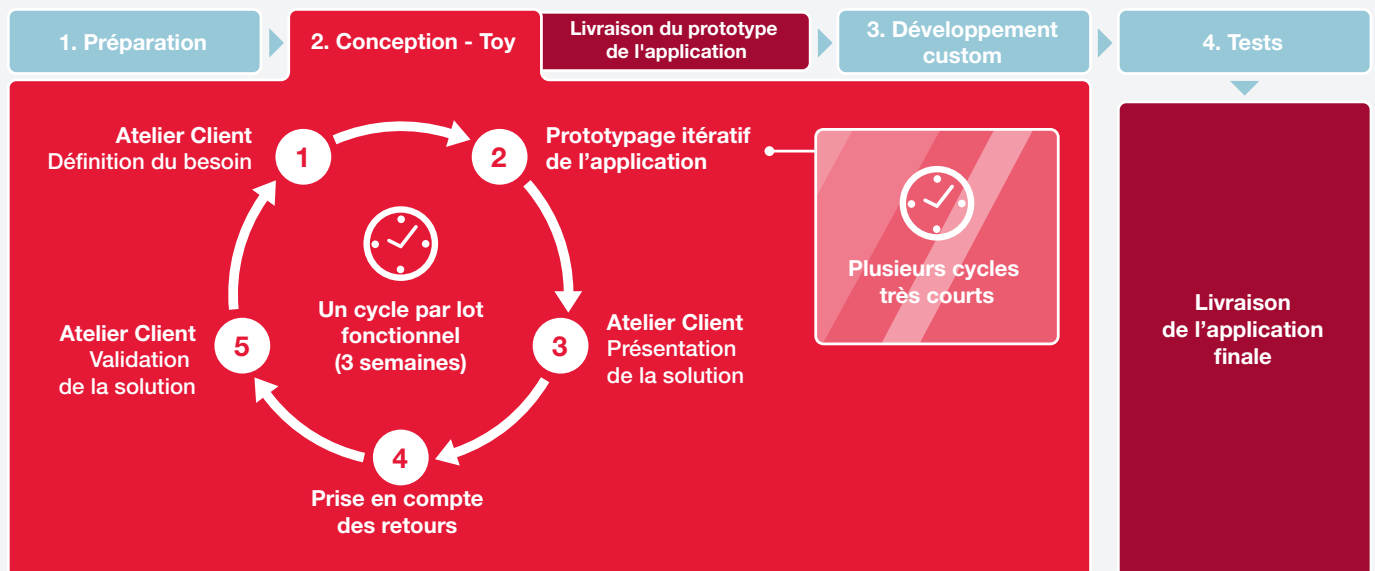 1. Préparation
2. Conception - Toy
Livraison du prototype
de l'application
3. Développement
custom
4. Tests
Atelier Client
Définition du besoin
1
2
Prototypage itératif
de l’application
Plusieurs cycles
très courts
Un cycle par lot
fonctionnel
(3 semaines)
3
Atelier Client
Présentation
de la solution
4
Prise en compte
des retours
Atelier Client
Validation
de la solution
5
Livraison
de l’application
finale